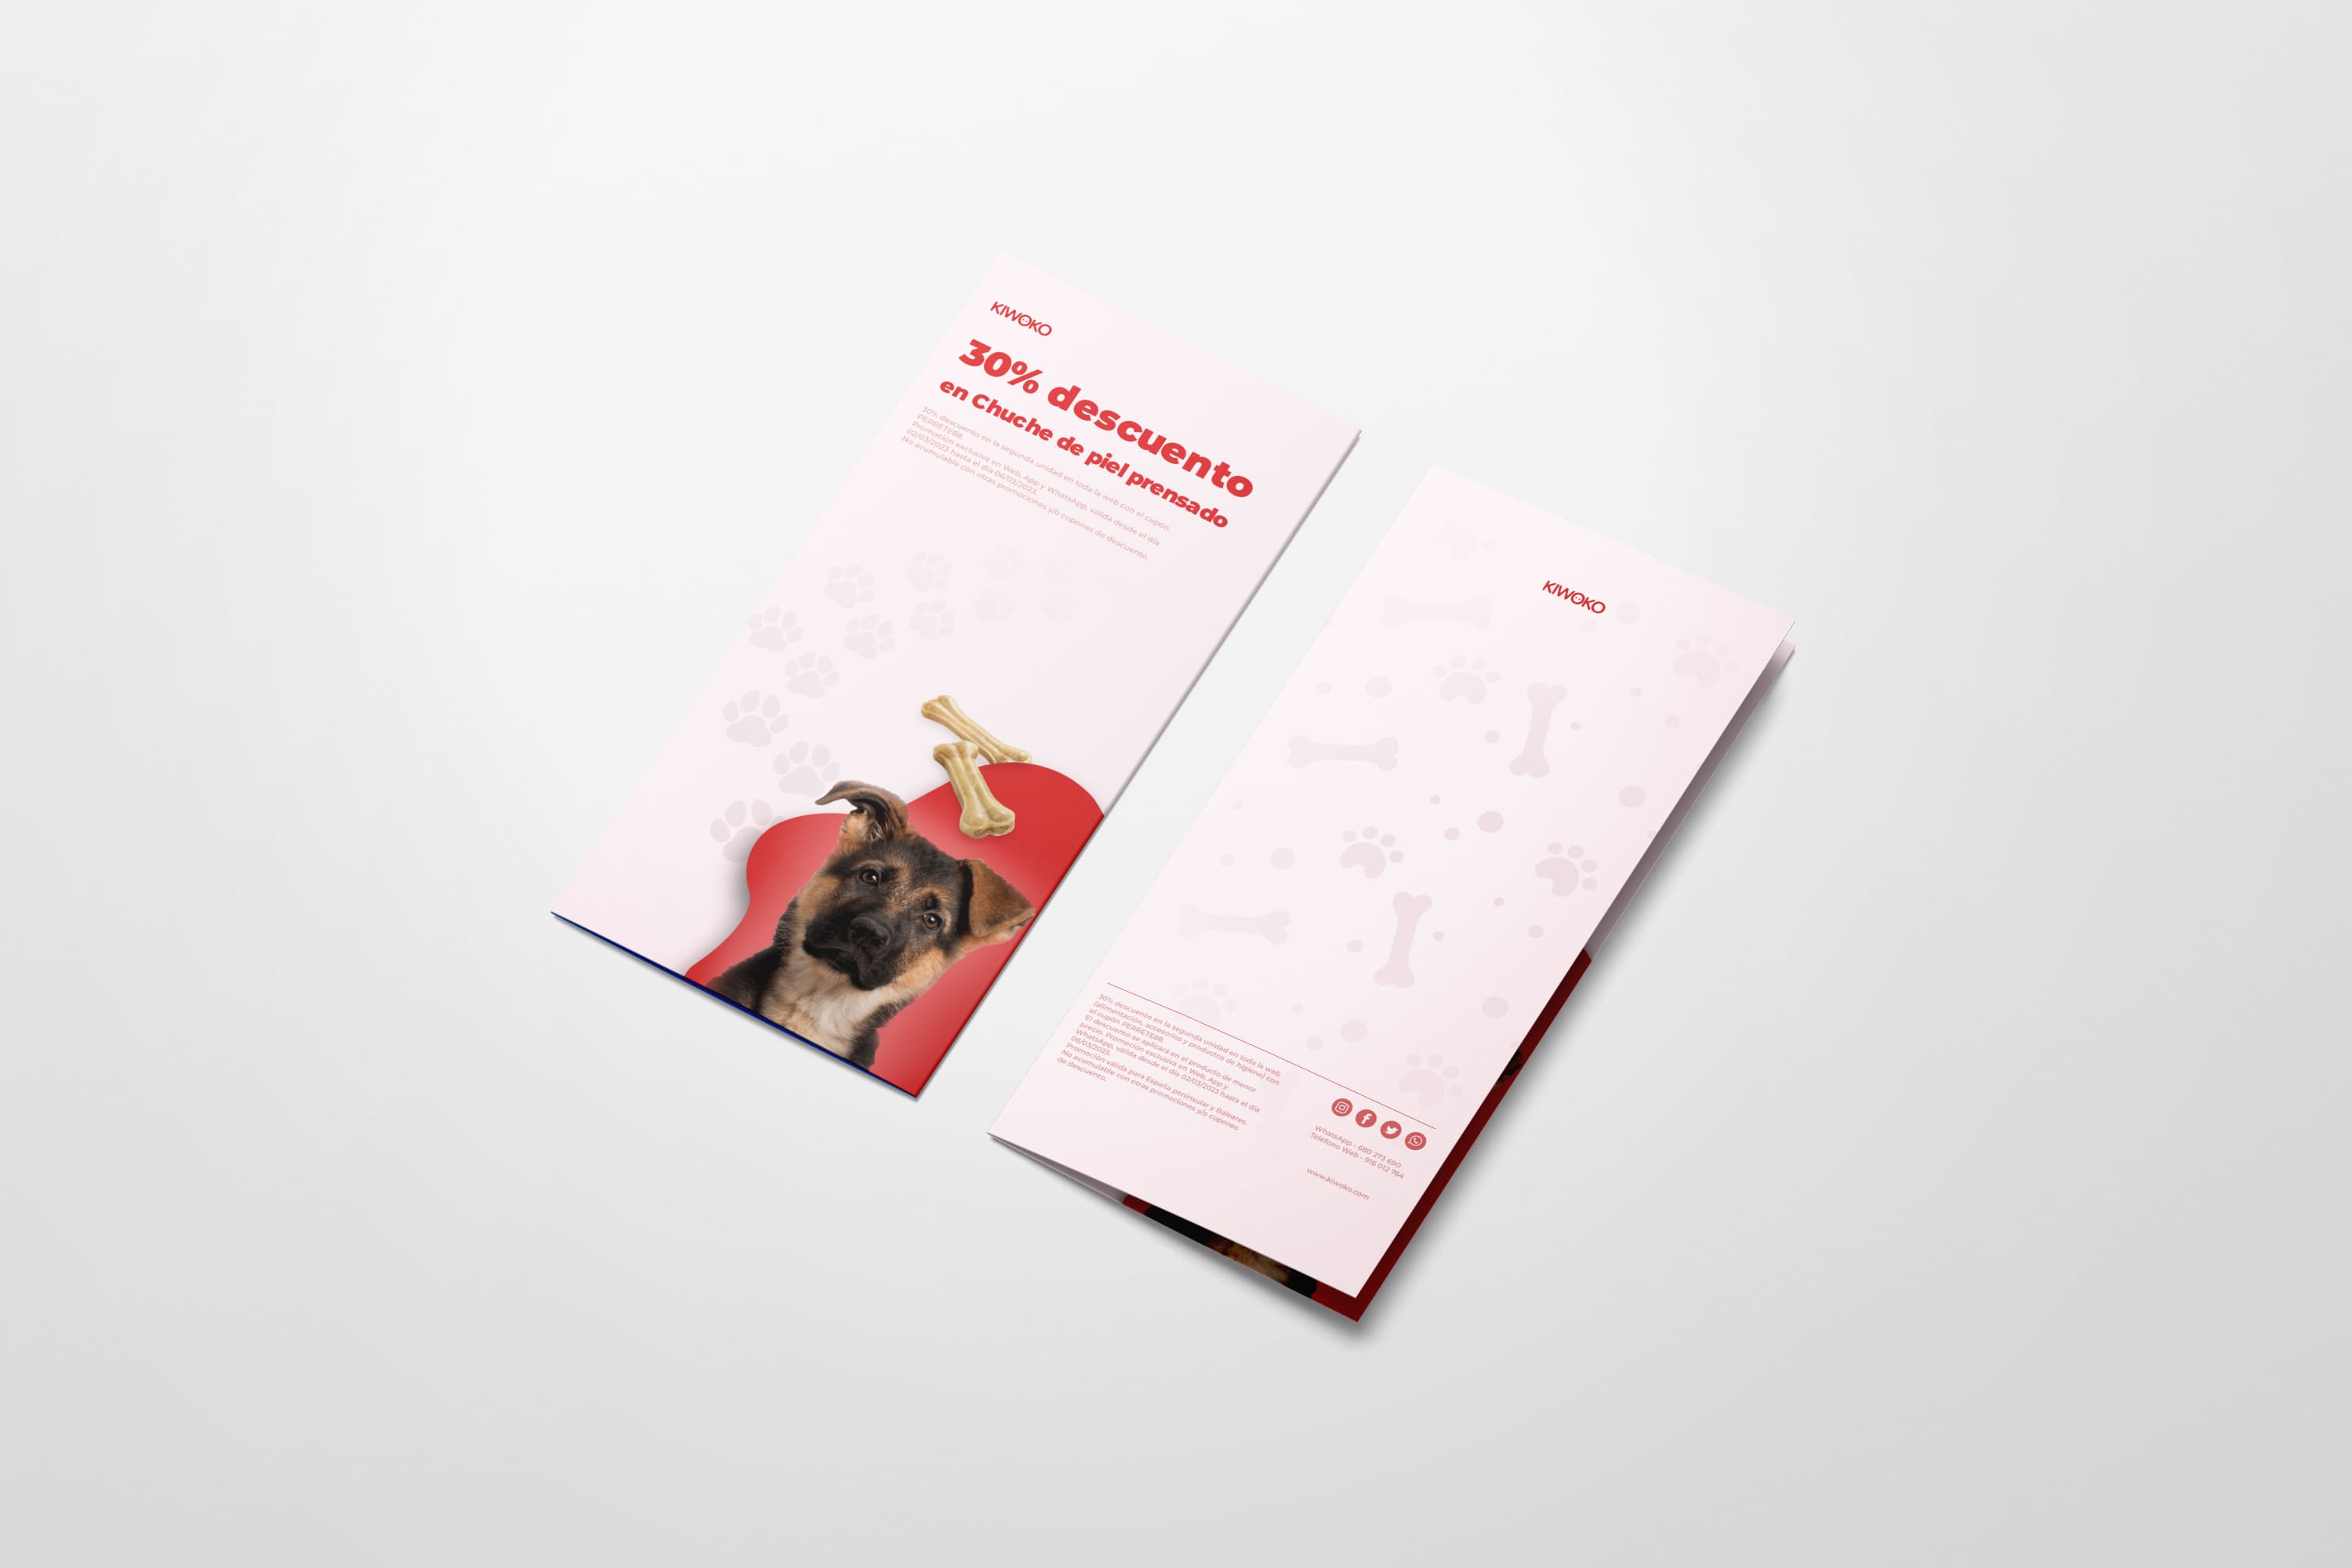 KIWOKO
30% descuento
en Chuche de piel prensado
30% descuento en la segunda unidad en toda la web con el cupón
PERRETE88.
Promoción exclusiva en Web, App y WhatsApp, válida desde el día
02/03/2023 hasta el día 06/03/2023.
No acumulable con otras promociones y/o cupones de descuento.
KIWOKO
30% descuento en la segunda unidad en toda la web
(alimentación, accesorios y productos de higiene) con
el cupón PERRETE88.
El descuento se aplicará en el producto de menor
precio. Promoción exclusiva en Web, App y
WhatsApp, válida desde el día 02/03/2023 hasta el día
06/03/2023.
Promoción válida para España peninsular y Baleares.
No acumulable con otras promociones y/o cupones
de descuento.
WhatsApp - 680 273 690
Teléfono Web - 916 012 764
www.kiwoko.com